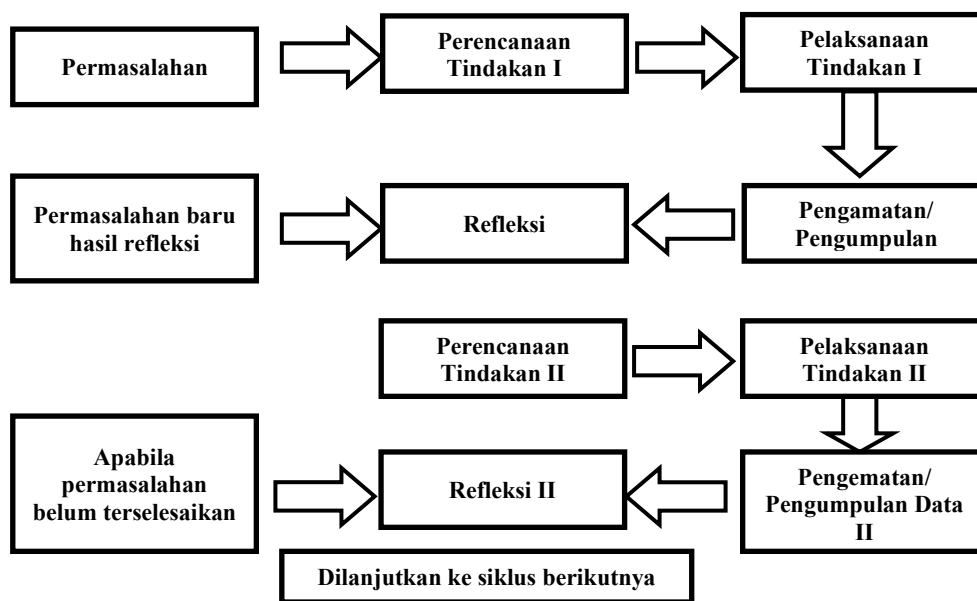 Permasalahan
Perencanaan
Tindakan I
Pelaksanaan
Tindakan I
Permasalahan baru
hasil refleksi
Refleksi
Pengamatan/
Pengumpulan
Perencanaan
Tindakan II
Pelaksanaan
Tindakan II
Apabila
permasalahan
belum terselesaikan
Refleksi II
Pengematan/
Pengumpulan Data
II
Dilanjutkan ke siklus berikutnya